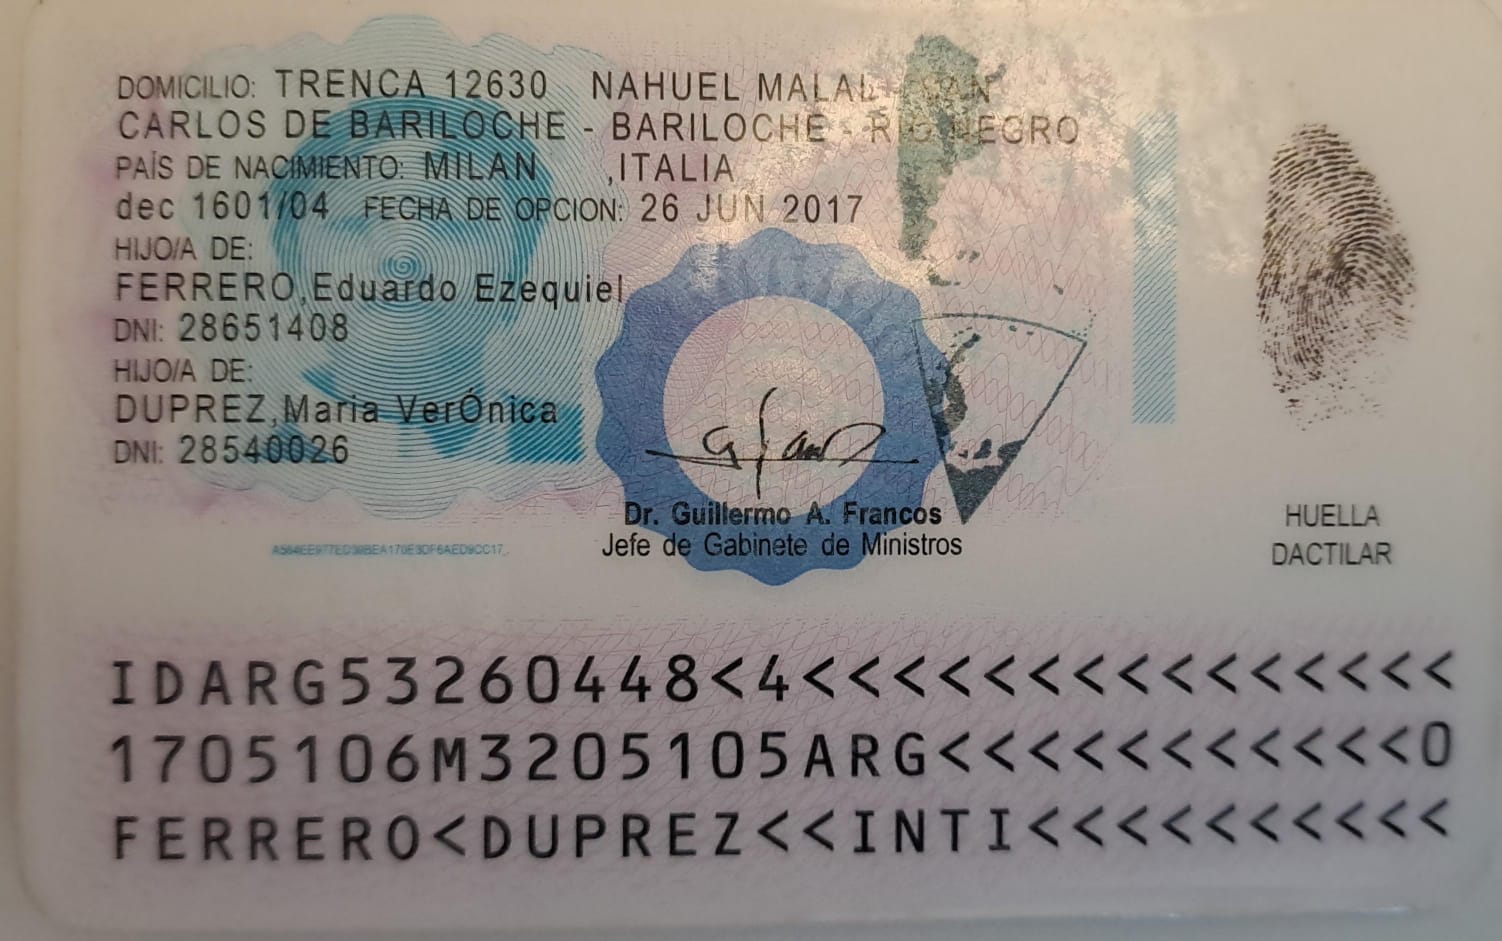 DOMICILIO: TRENCA 12630 NAHUEL MALAL - SAN
CARLOS DE BARILOCHE - BARILOCHE - RIO NEGRO
PAÍS DE NACIMIENTO: MILAN ,ITALIA
dec 1601/04 FECHA DE OPCION: 26 JUN 2017
HIJO/A DE:
FERRERO,Eduardo Ezequiel
DNI: 28651408
HIJO/A DE:
DUPREZ,Maria VerÓnica
DNI: 28540026
Dr. Guillermo A. Francos
Jefe de Gabinete de Ministros
HUELLA
DACTILAR
IDARG53260448<4<<<<<<<<<<<<<<<
1705106M3205105ARG<<<<<<<<<<<0
FERRERO<DUPREZ<<INTI<<<<<<<<<<